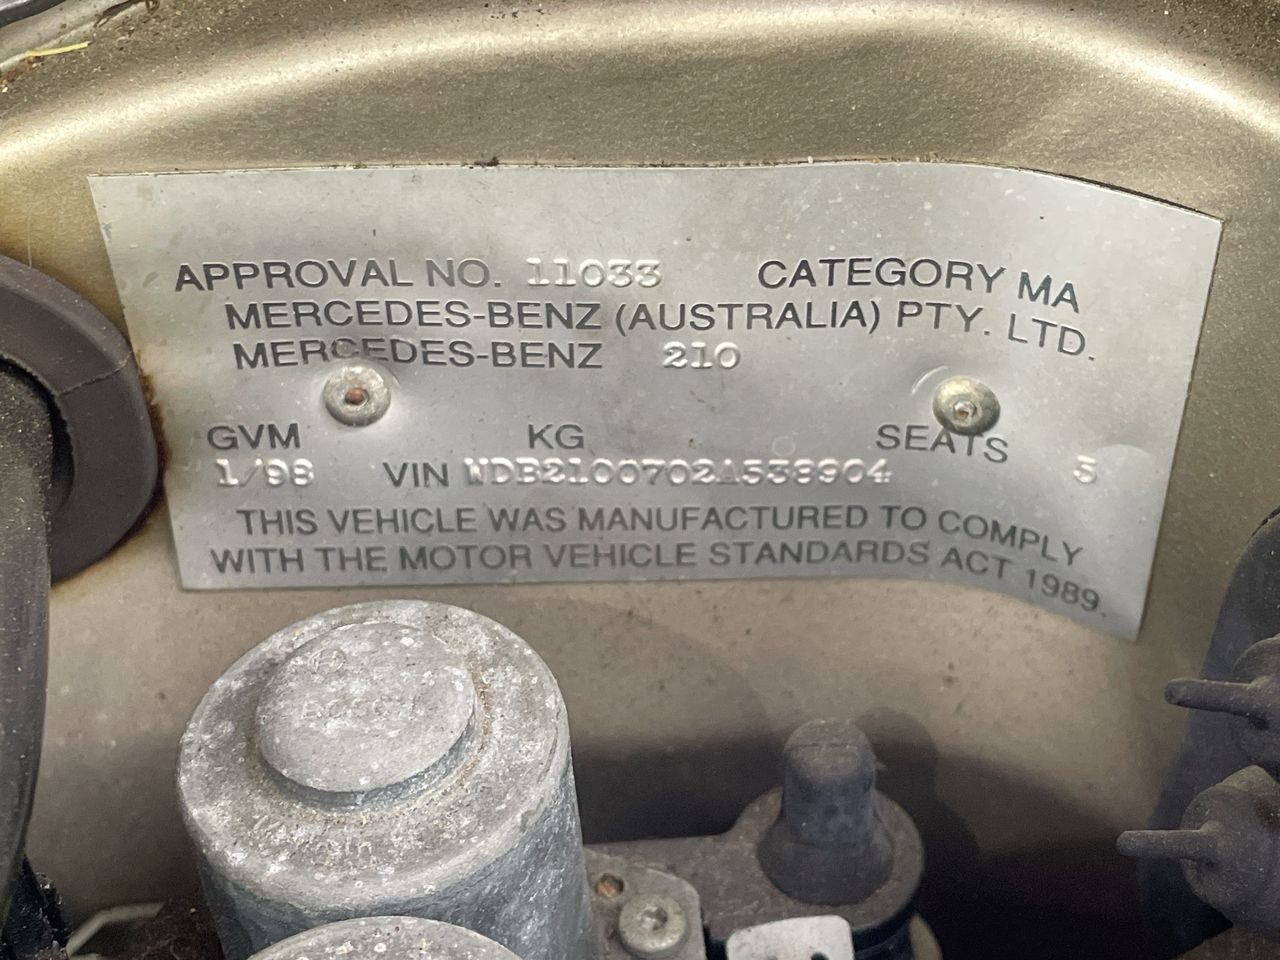 APPROVAL NO. 11033 CATEGORY MA
MERCEDES-BENZ (AUSTRALIA) PTY. LTD.
MERCEDES-BENZ 210
GVM KG SEATS 5
1/98 VIN WDB2100702A538904
THIS VEHICLE WAS MANUFACTURED TO COMPLY
WITH THE MOTOR VEHICLE STANDARDS ACT 1989.
BOSCH